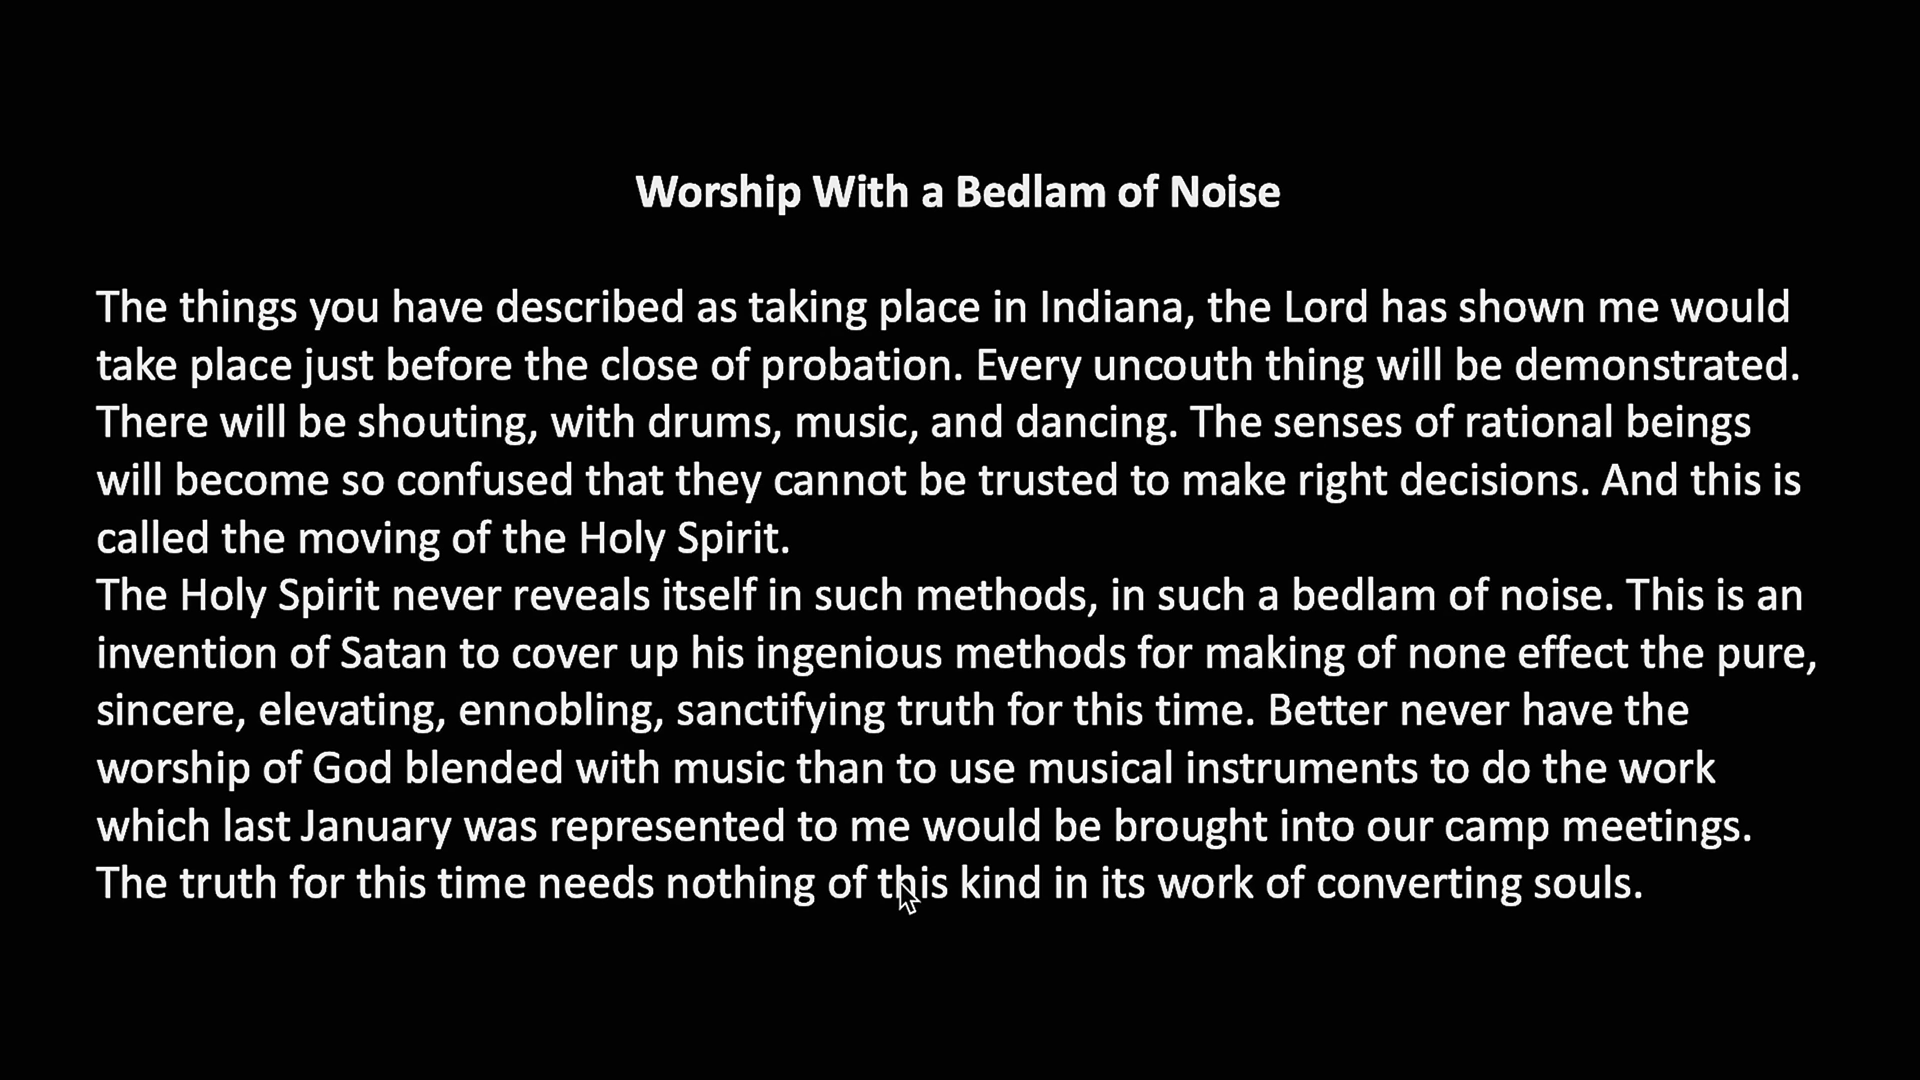 Worship With a Bedlam of Noise
The things you have described as taking place in Indiana, the Lord has shown me would
take place just before the close of probation. Every uncouth thing will be demonstrated.
There will be shouting, with drums, music, and dancing. The senses of rational beings
will become so confused that they cannot be trusted to make right decisions. And this is
called the moving of the Holy Spirit.
The Holy Spirit never reveals itself in such methods, in such a bedlam of noise. This is an
invention of Satan to cover up his ingenious methods for making of none effect the pure,
sincere, elevating, ennobling, sanctifying truth for this time. Better never have the
worship of God blended with music than to use musical instruments to do the work
which last January was represented to me would be brought into our camp meetings.
The truth for this time needs nothing of this kind in its work of converting souls.